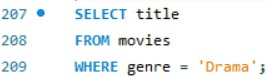 207 SELECT title
208 FROM movies
209 WHERE genre = 'Drama';